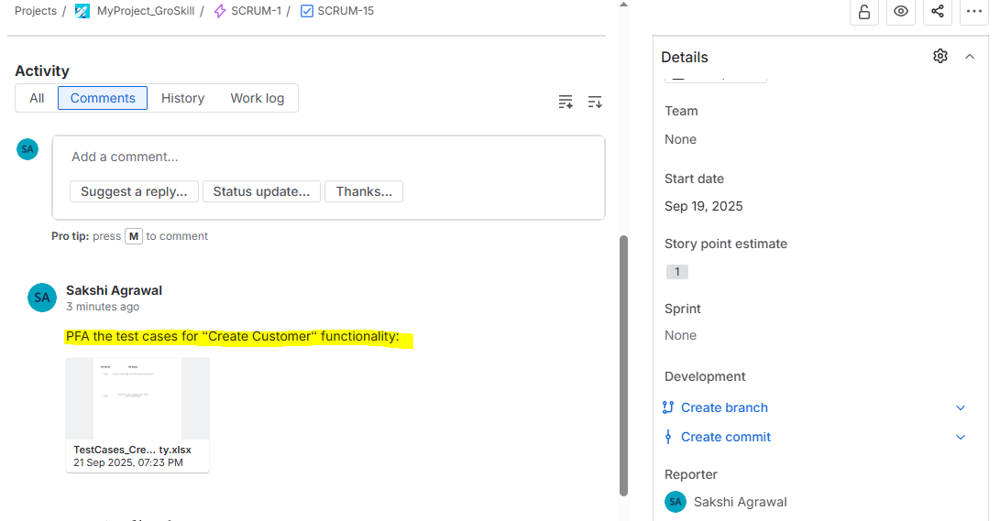 Projects / MyProject_GroSkill / SCRUM-1 / SCRUM-15
Activity
All Comments History Work log
SA
Add a comment...
Suggest a reply... Status update... Thanks...
Pro tip: press M to comment
SA
Sakshi Agrawal
3 minutes ago
PFA the test cases for "Create Customer" functionality:
TestCases_Cre... ty.xlsx
21 Sep 2025, 07:23 PM
Details
Team
None
Start date
Sep 19, 2025
Story point estimate
1
Sprint
None
Development
Create branch
Create commit
Reporter
SA Sakshi Agrawal